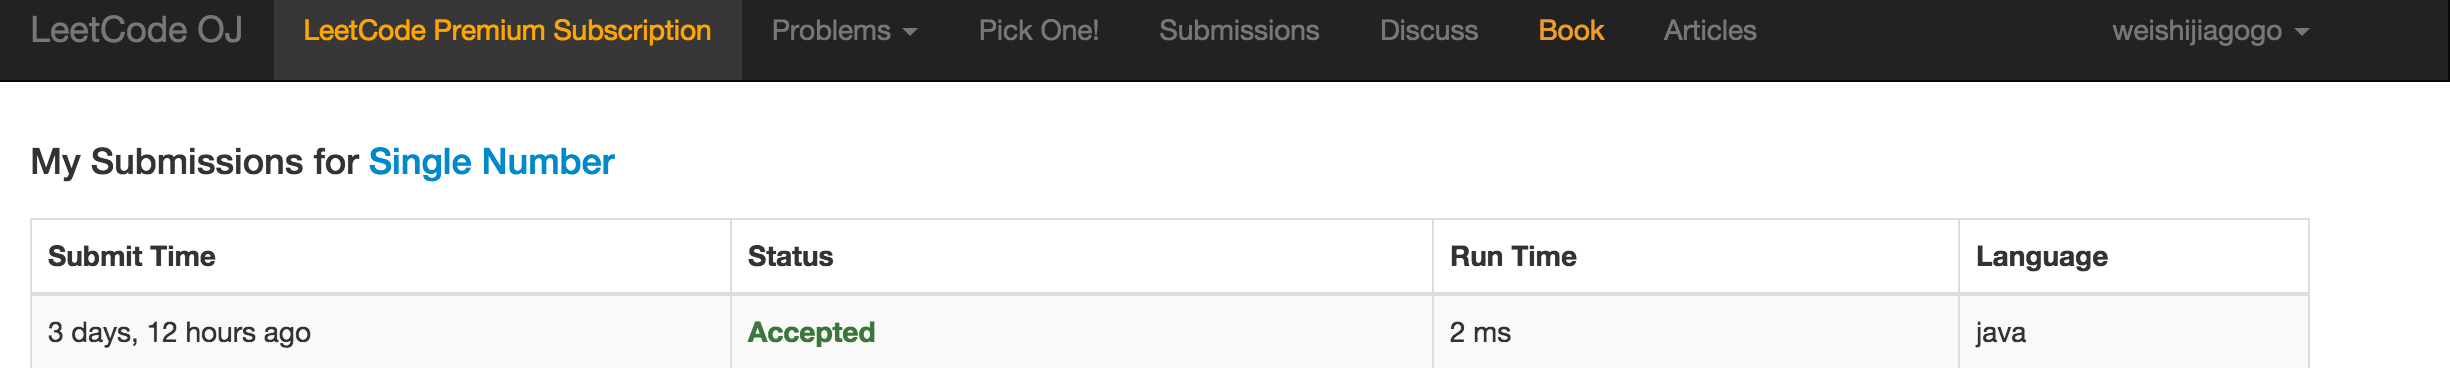 LeetCode OJ LeetCode Premium Subscription Problems Pick One! Submissions Discuss Book Articles weishijiagogo
My Submissions for Single Number
Submit Time Status Run Time Language
3 days, 12 hours ago Accepted 2 ms java